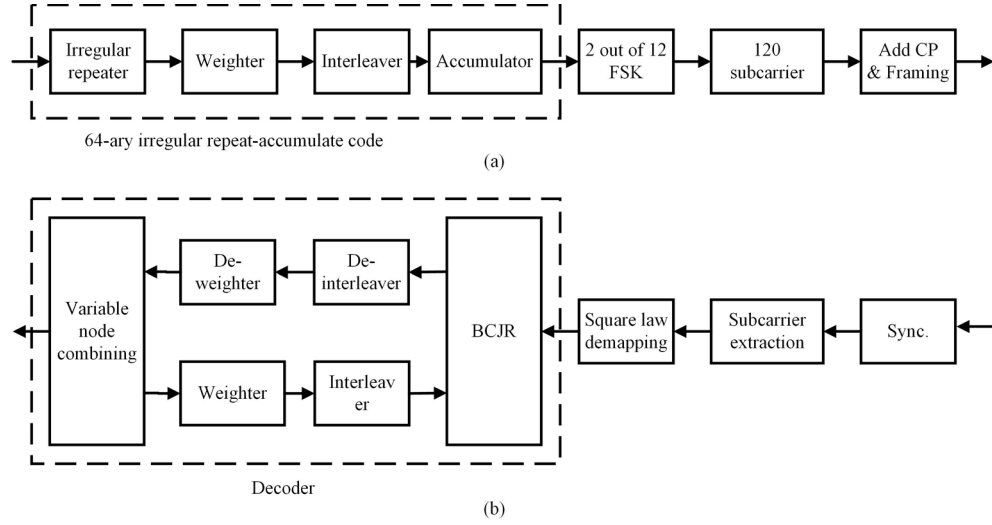 Irregular
repeater
Weighter
Interleaver
Accumulator
2 out of 12
FSK
120
subcarrier
Add CP
& Framing
64-ary irregular repeat-accumulate code
(a)
Variable
node
combining
De-
weighter
De-
interleaver
Weighter
Interleav
er
BCJR
Square law
demapping
Subcarrier
extraction
Sync.
Decoder
(b)